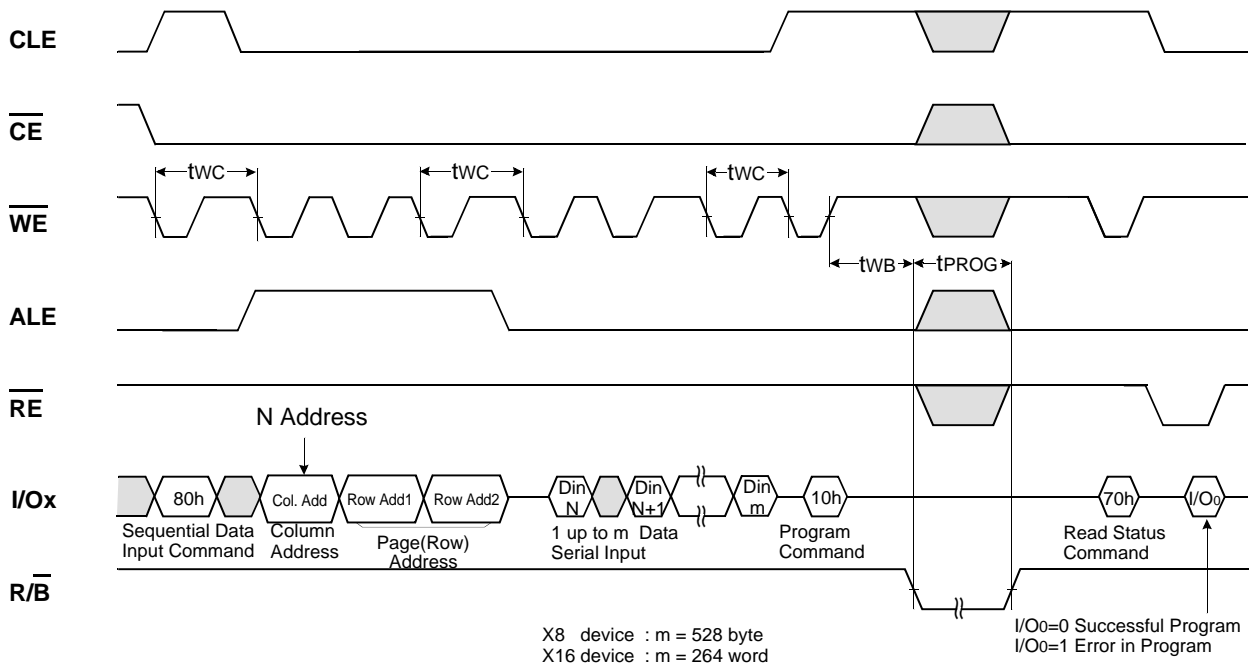 CLE
CE
tWC
tWC
tWC
WE
tWB
tPROG
ALE
RE
N Address
I/Ox
80h
Col. Add
Row Add1
Row Add2
Din N
Din N+1
Din m
10h
70h
I/O0
Sequential Data Input Command
Column Address
Page(Row) Address
1 up to m Data Serial Input
Program Command
Read Status Command
R/B
X8 device : m = 528 byte
X16 device : m = 264 word
I/O0=0 Successful Program
I/O0=1 Error in Program